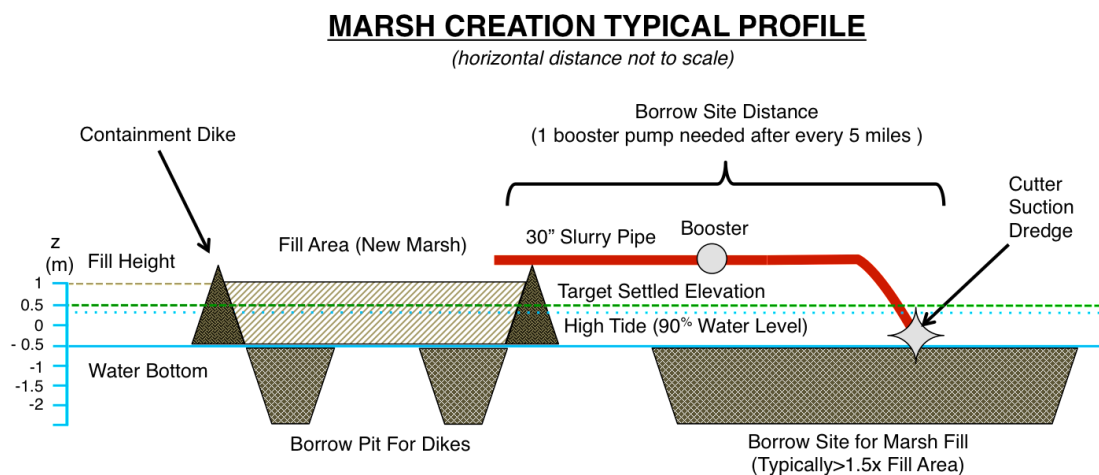 MARSH CREATION TYPICAL PROFILE
(horizontal distance not to scale)
Borrow Site Distance
(1 booster pump needed after every 5 miles )
Containment Dike
Cutter
Suction
Dredge
Fill Area (New Marsh)
30” Slurry Pipe
Booster
z
(m)
Fill Height
1
0.5
0
- 0.5
-1
-1.5
-2
Target Settled Elevation
High Tide (90% Water Level)
Water Bottom
Borrow Pit For Dikes
Borrow Site for Marsh Fill
(Typically>1.5x Fill Area)